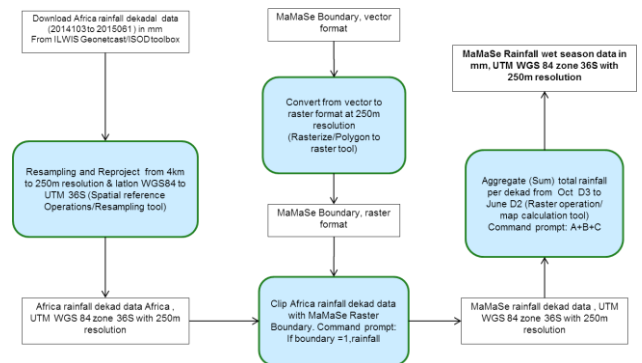 Download Africa rainfall dekadal data
(2014103 to 2015061) in mm
From ILWIS Geonetcast/ISOD toolbox
Resampling and Reproject from 4km
to 250m resolution & latlon WGS84 to
UTM 36S (Spatial reference
Operations/Resampling tool)
Africa rainfall dekad data Africa ,
UTM WGS 84 zone 36S with 250m
resolution
MaMaSe Boundary, vector
format
Convert from vector to
raster format at 250m
resolution
(Rasterize/Polygon to
raster tool)
MaMaSe Boundary, raster
format
Clip Africa rainfall dekad data
with MaMaSe Raster
Boundary. Command prompt:
If boundary =1,rainfall
MaMaSe Rainfall wet season data in
mm, UTM WGS 84 zone 36S with
250m resolution
Aggregate (Sum) total rainfall
per dekad from Oct D3 to
June D2 (Raster operation/
map calculation tool)
Command prompt: A+B+C
MaMaSe rainfall dekad data , UTM
WGS 84 zone 36S with 250m
resolution